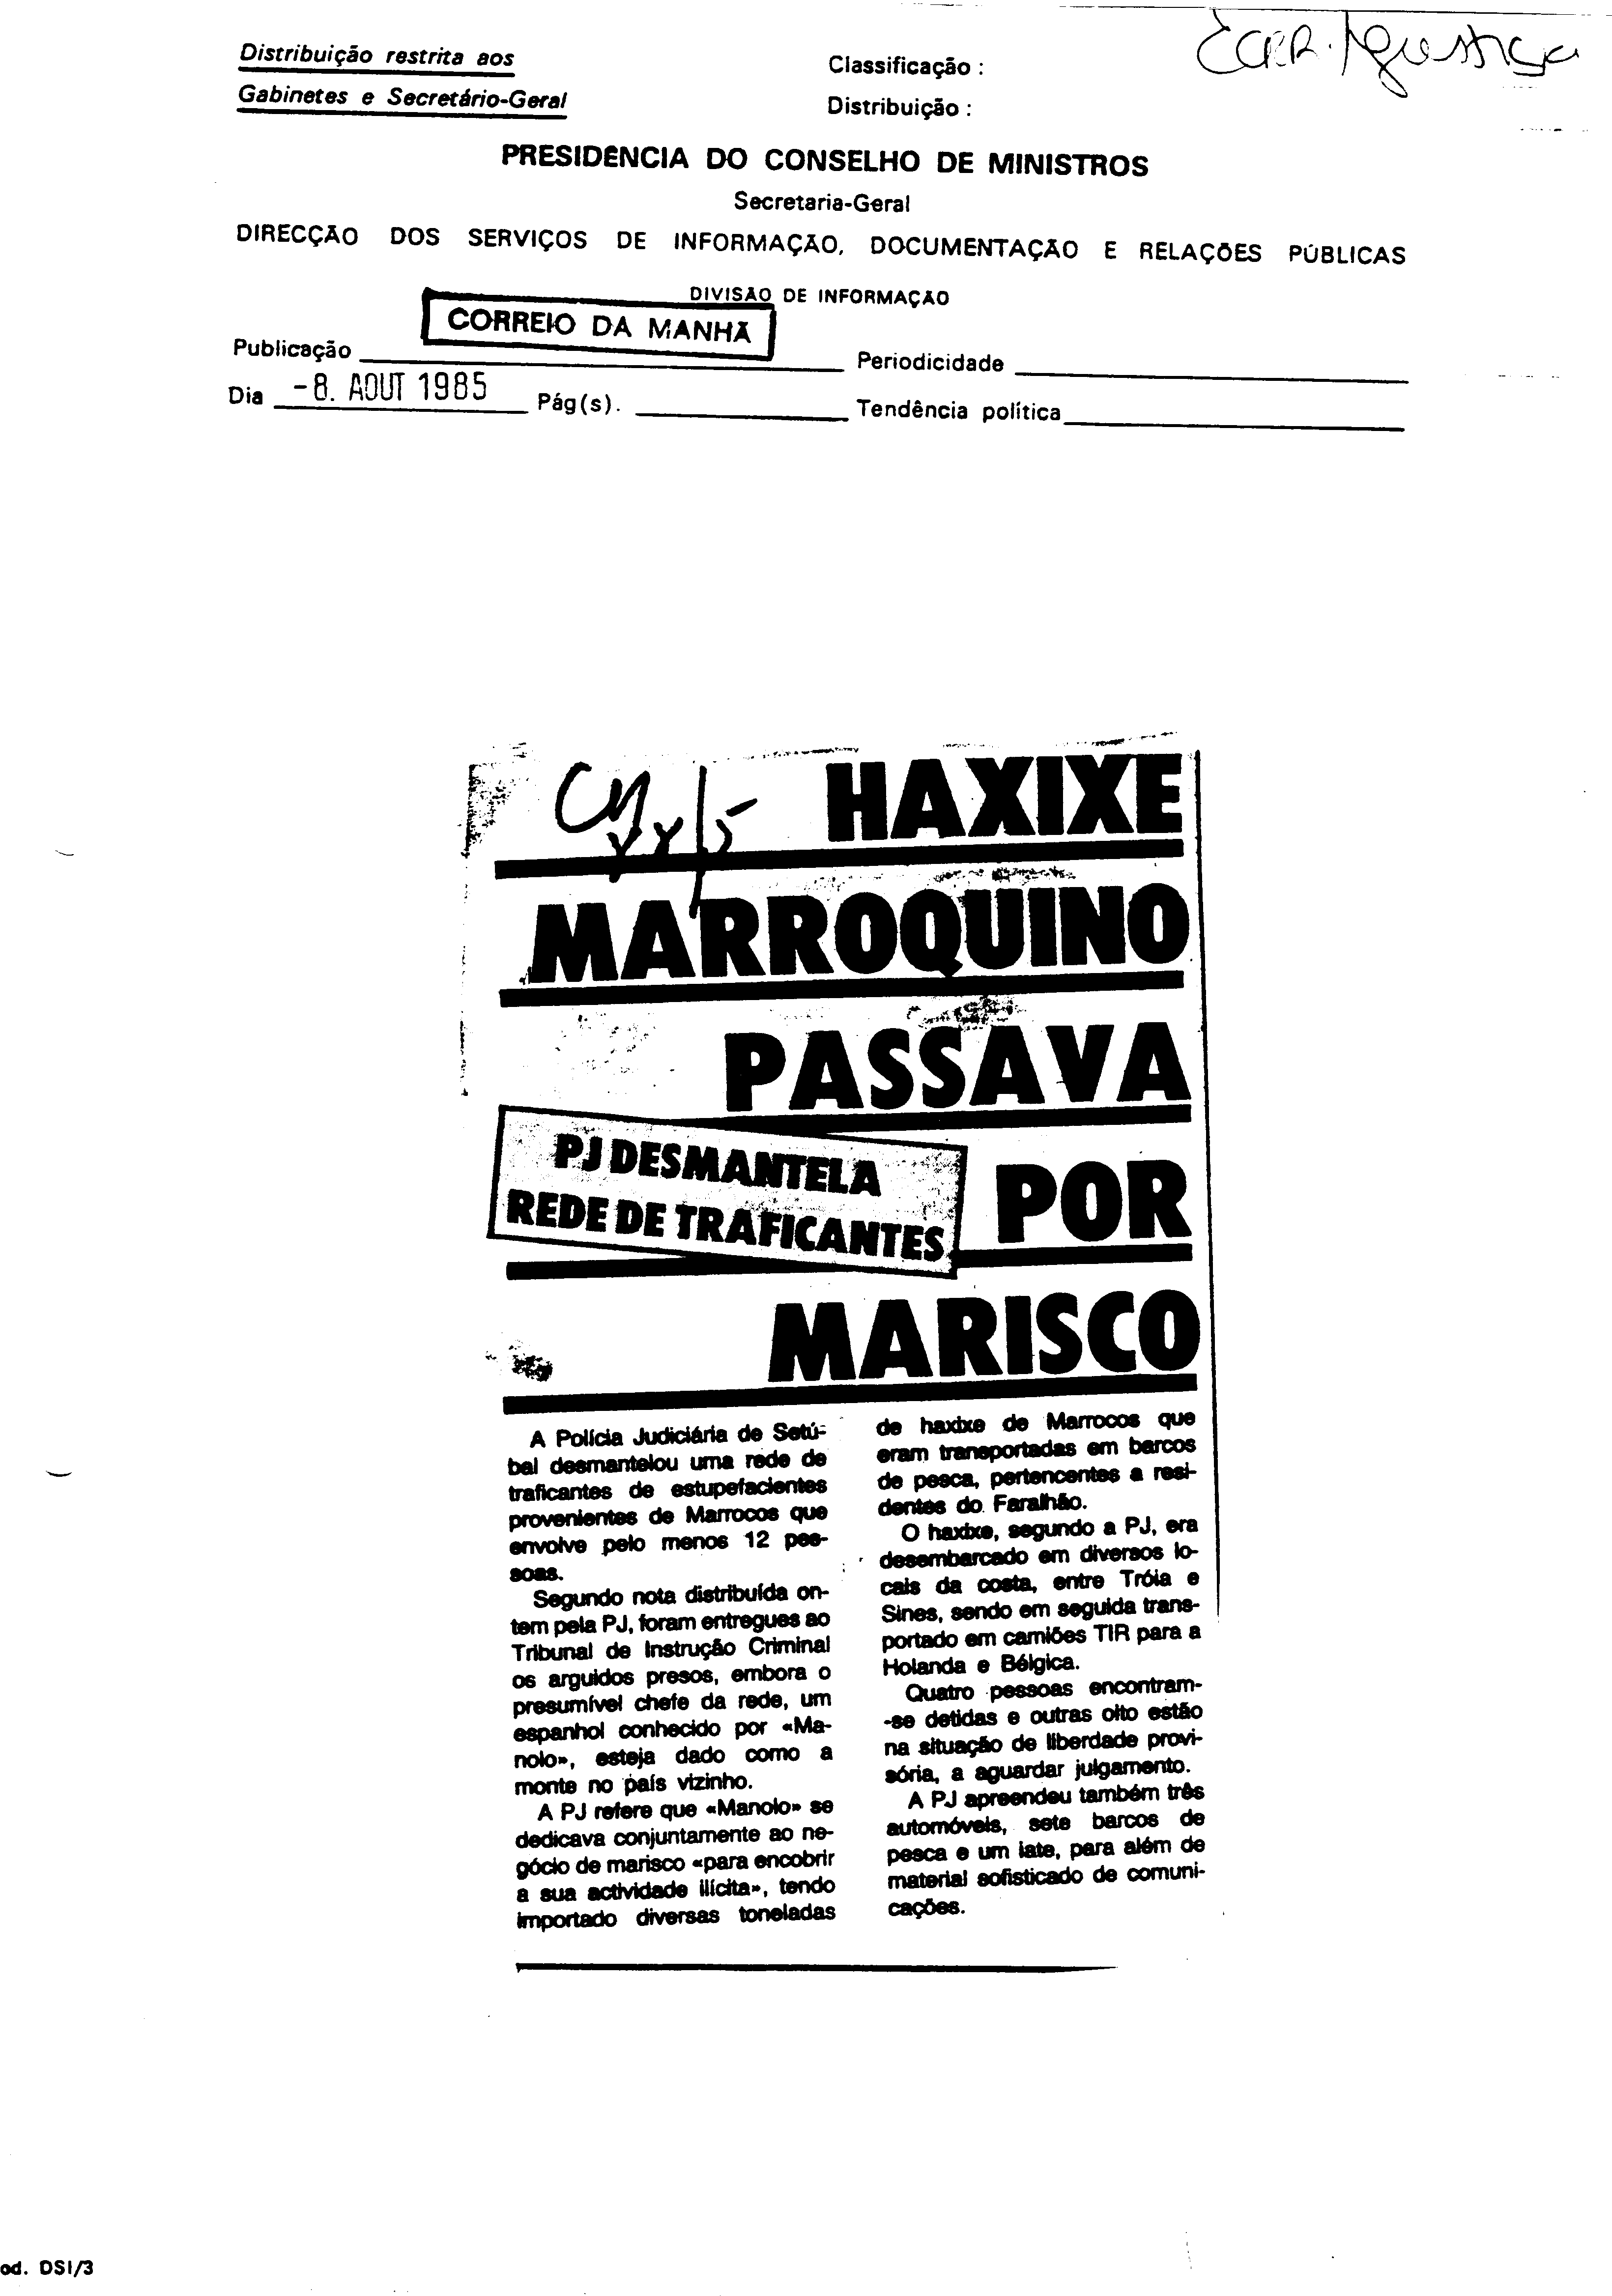 Distribuição restrita aos
Gabinetes e Secretário-Geral
Classificação :
Distribuição :
PRESIDÊNCIA DO CONSELHO DE MINISTROS
Secretaria-Geral
DIRECÇÃO DOS SERVIÇOS DE INFORMAÇÃO, DOCUMENTAÇÃO E RELAÇÕES PÚBLICAS
DIVISÃO DE INFORMAÇÃO
CORREIO DA MANHÃ
Publicação
Periodicidade
Dia -8. AOUT 1985 Pág(s).
Tendência política
HAXIXE
MARROQUINO
PASSAVA
POR
MARISCO
PJ DESMANTELA
REDE DE TRAFICANTES
A Polícia Judiciária de Setú-
bal desmantelou uma rede de
traficantes de estupefacientes
provenientes de Marrocos que
envolve pelo menos 12 pes-
soas.
Segundo nota distribuída on-
tem pela PJ, foram entregues ao
Tribunal de Instrução Criminal
os arguidos presos, embora o
presumível chefe da rede, um
espanhol conhecido por «Ma-
nolo», esteja dado como a
monte no país vizinho.
A PJ refere que «Manolo» se
dedicava conjuntamente ao ne-
gócio de marisco «para encobrir
a sua actividade ilícita», tendo
importado diversas toneladas
de haxixe de Marrocos que
eram transportadas em barcos
de pesca, pertencentes a resi-
dentes do Faralhão.
O haxixe, segundo a PJ, era
desembarcado em diversos lo-
cais da costa, entre Tróia e
Sines, sendo em seguida trans-
portado em camiões TIR para a
Holanda e Bélgica.
Quatro pessoas encontram-
-se detidas e outras oito estão
na situação de liberdade provi-
sória, a aguardar julgamento.
A PJ apreendeu também três
automóveis, sete barcos de
pesca e um iate, para além de
material sofisticado de comuni-
cações.
od. DSI/3